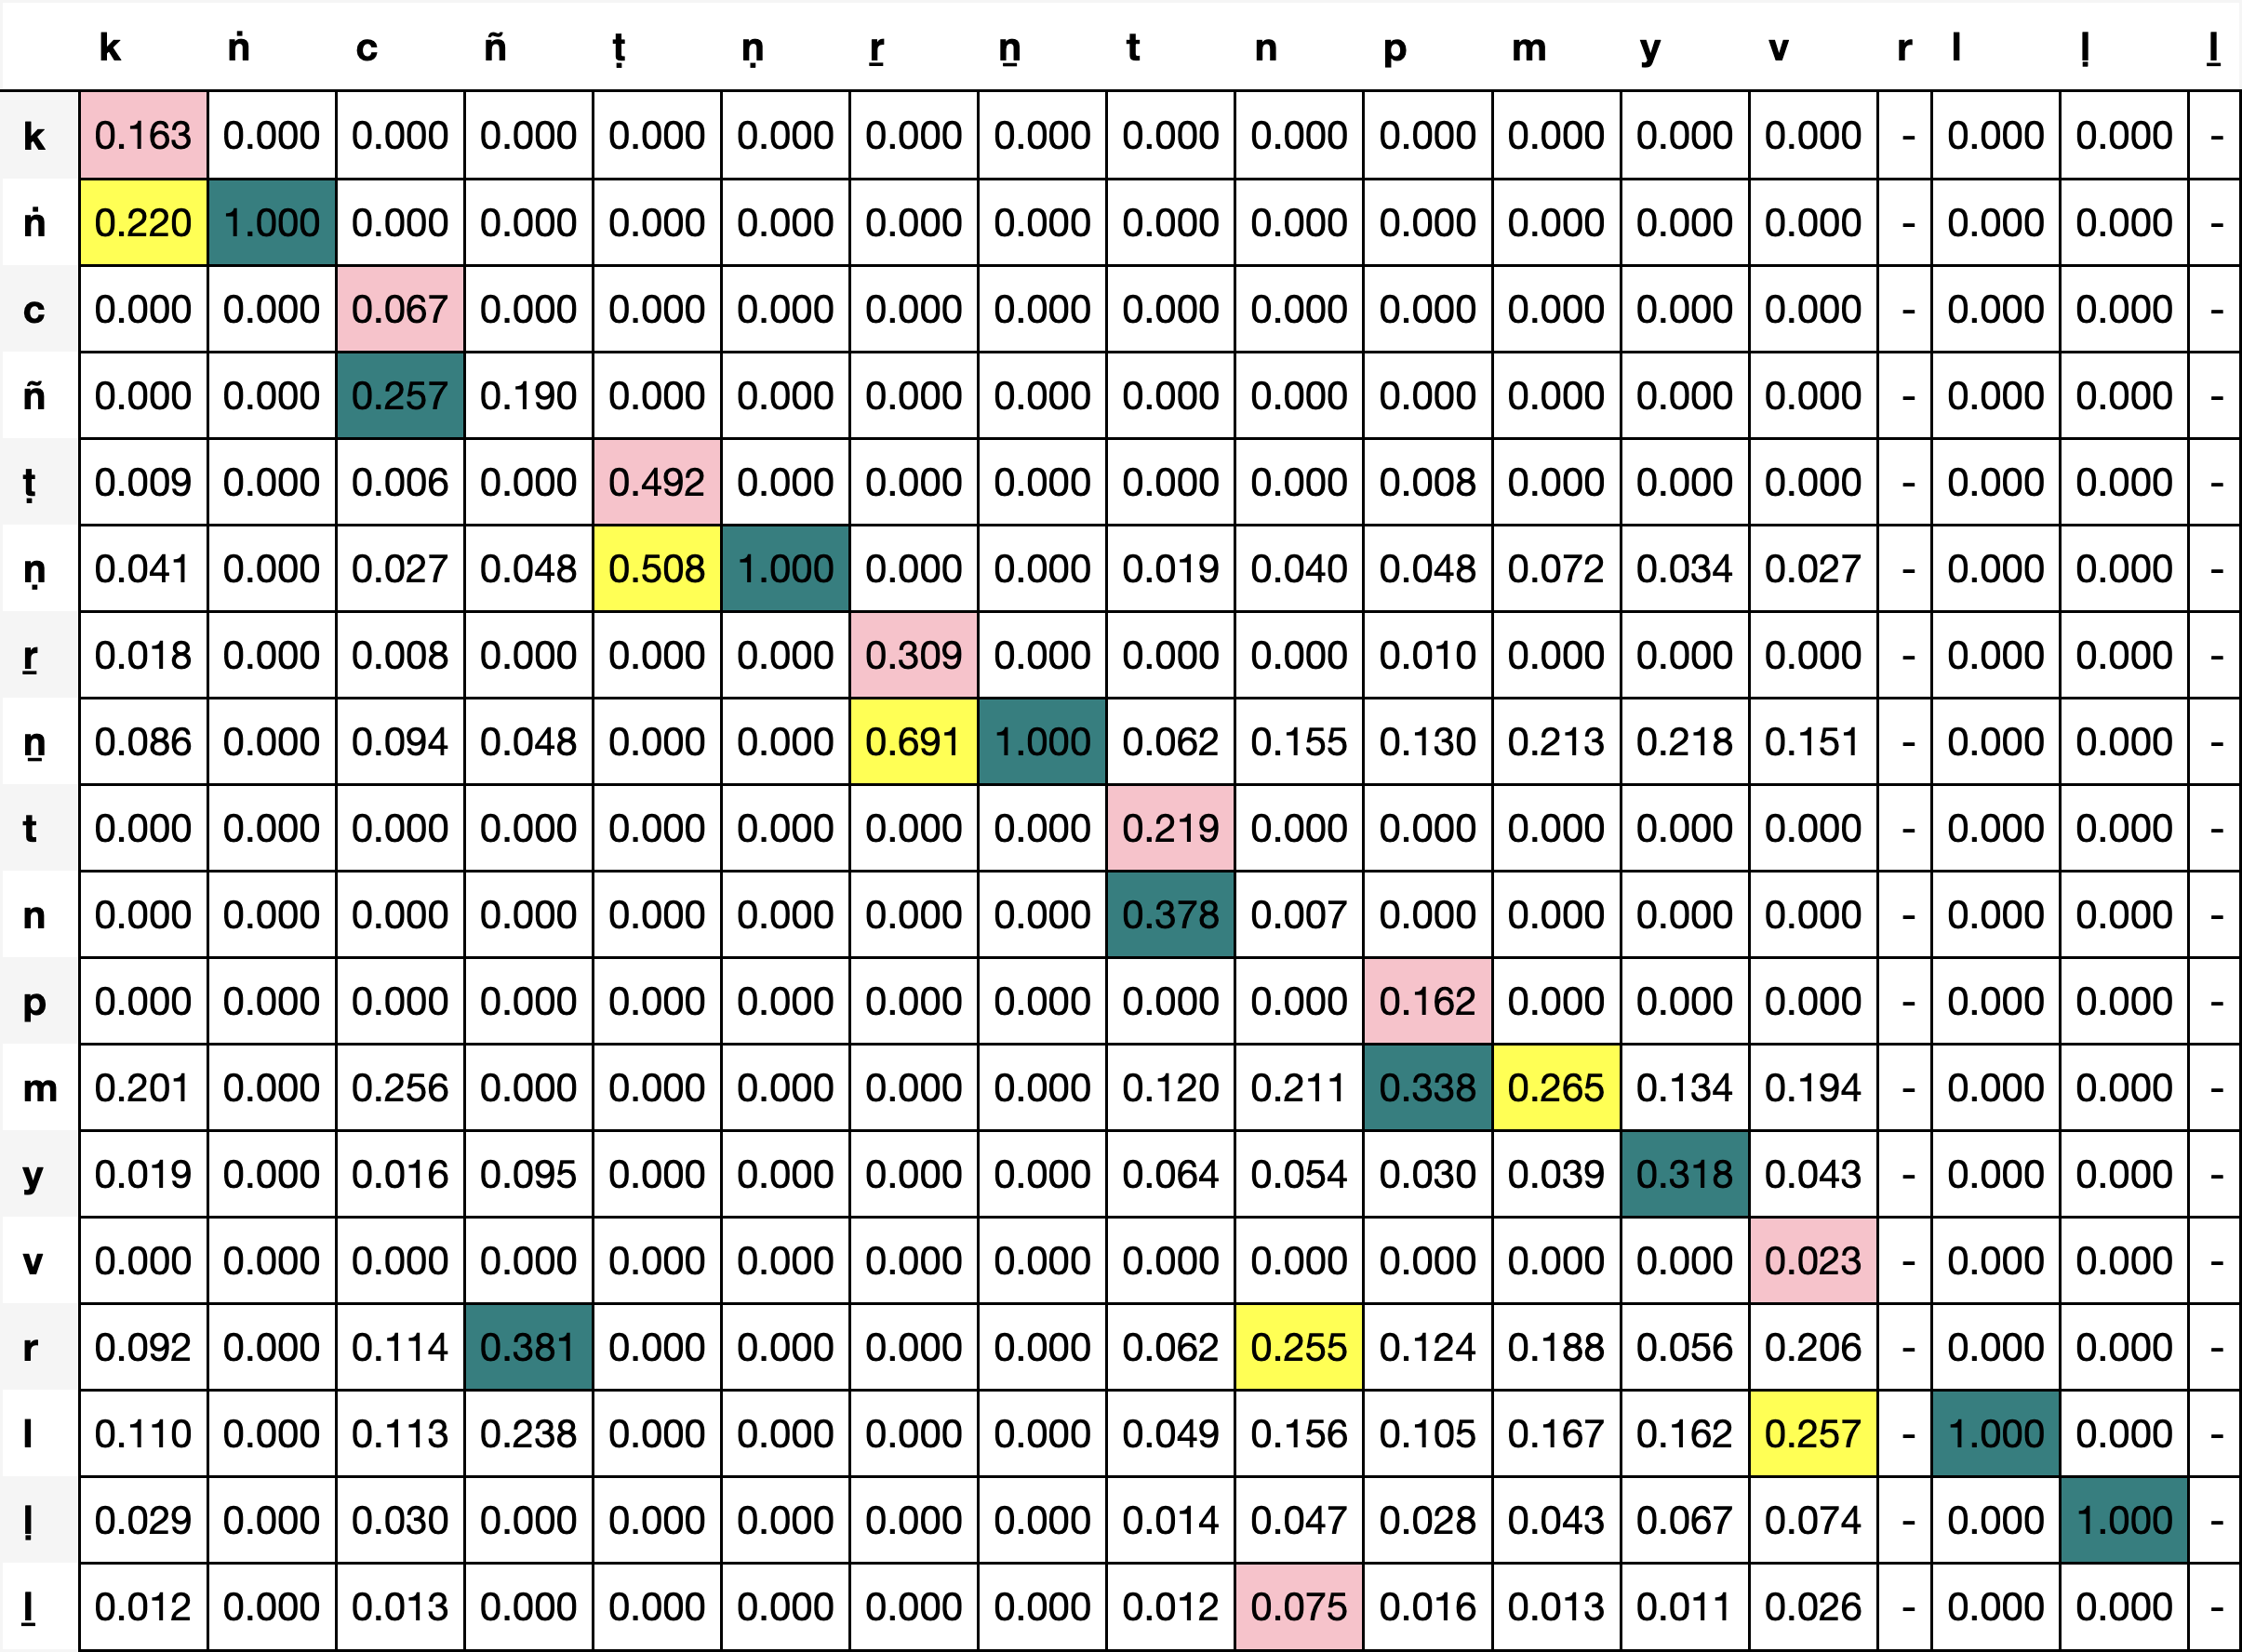 k ṅ c ñ ṭ ṇ ṟ ṉ t n p m y v r l ḷ ḻ
k 0.163 0.000 0.000 0.000 0.000 0.000 0.000 0.000 0.000 0.000 0.000 0.000 0.000 0.000 - 0.000 0.000 -
ṅ 0.220 1.000 0.000 0.000 0.000 0.000 0.000 0.000 0.000 0.000 0.000 0.000 0.000 0.000 - 0.000 0.000 -
c 0.000 0.000 0.067 0.000 0.000 0.000 0.000 0.000 0.000 0.000 0.000 0.000 0.000 0.000 - 0.000 0.000 -
ñ 0.000 0.000 0.257 0.190 0.000 0.000 0.000 0.000 0.000 0.000 0.000 0.000 0.000 0.000 - 0.000 0.000 -
ṭ 0.009 0.000 0.006 0.000 0.492 0.000 0.000 0.000 0.000 0.000 0.008 0.000 0.000 0.000 - 0.000 0.000 -
ṇ 0.041 0.000 0.027 0.048 0.508 1.000 0.000 0.000 0.019 0.040 0.048 0.072 0.034 0.027 - 0.000 0.000 -
ṟ 0.018 0.000 0.008 0.000 0.000 0.000 0.309 0.000 0.000 0.000 0.010 0.000 0.000 0.000 - 0.000 0.000 -
ṉ 0.086 0.000 0.094 0.048 0.000 0.000 0.691 1.000 0.062 0.155 0.130 0.213 0.218 0.151 - 0.000 0.000 -
t 0.000 0.000 0.000 0.000 0.000 0.000 0.000 0.000 0.219 0.000 0.000 0.000 0.000 0.000 - 0.000 0.000 -
n 0.000 0.000 0.000 0.000 0.000 0.000 0.000 0.000 0.378 0.007 0.000 0.000 0.000 0.000 - 0.000 0.000 -
p 0.000 0.000 0.000 0.000 0.000 0.000 0.000 0.000 0.000 0.000 0.162 0.000 0.000 0.000 - 0.000 0.000 -
m 0.201 0.000 0.256 0.000 0.000 0.000 0.000 0.000 0.120 0.211 0.338 0.265 0.134 0.194 - 0.000 0.000 -
y 0.019 0.000 0.016 0.095 0.000 0.000 0.000 0.000 0.064 0.054 0.030 0.039 0.318 0.043 - 0.000 0.000 -
v 0.000 0.000 0.000 0.000 0.000 0.000 0.000 0.000 0.000 0.000 0.000 0.000 0.000 0.023 - 0.000 0.000 -
r 0.092 0.000 0.114 0.381 0.000 0.000 0.000 0.000 0.062 0.255 0.124 0.188 0.056 0.206 - 0.000 0.000 -
l 0.110 0.000 0.113 0.238 0.000 0.000 0.000 0.000 0.049 0.156 0.105 0.167 0.162 0.257 - 1.000 0.000 -
ḷ 0.029 0.000 0.030 0.000 0.000 0.000 0.000 0.000 0.014 0.047 0.028 0.043 0.067 0.074 - 0.000 1.000 -
ḻ 0.012 0.000 0.013 0.000 0.000 0.000 0.000 0.000 0.012 0.075 0.016 0.013 0.011 0.026 - 0.000 0.000 -